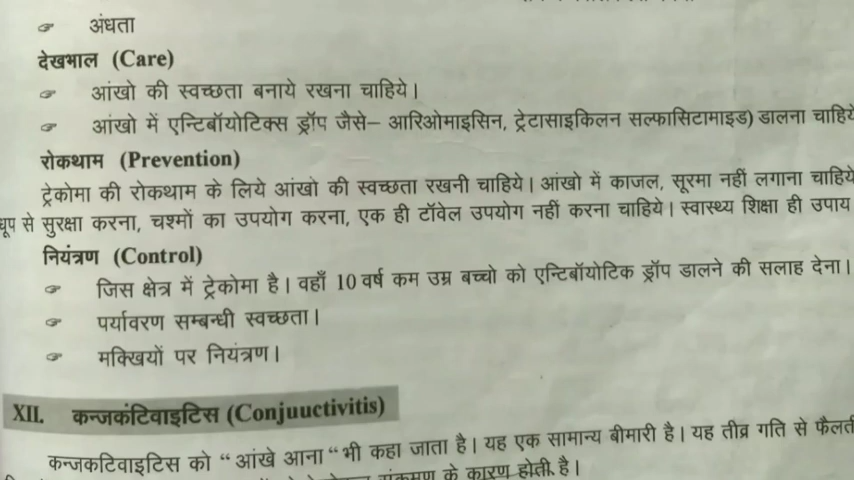 ☞ अंधता
देखभाल (Care)
☞ आंखो की स्वच्छता बनाये रखना चाहिये।
☞ आंखो में एन्टिबॉयोटिक्स ड्रॉप जैसे– आरिओमाइसिन, ट्रेटासाइकिलन सल्फासिटामाइड) डालना चाहिये
रोकथाम (Prevention)
ट्रेकोमा की रोकथाम के लिये आंखो की स्वच्छता रखनी चाहिये। आंखो में काजल, सूरमा नहीं लगाना चाहिये
धूप से सुरक्षा करना, चश्मों का उपयोग करना, एक ही टॉवेल उपयोग नहीं करना चाहिये। स्वास्थ्य शिक्षा ही उपाय
नियंत्रण (Control)
☞ जिस क्षेत्र में ट्रेकोमा है। वहाँ 10 वर्ष कम उम्र बच्चो को एन्टिबॉयोटिक ड्रॉप डालने की सलाह देना।
☞ पर्यावरण सम्बन्धी स्वच्छता।
☞ मक्खियों पर नियंत्रण।
XII. कन्जकंटिवाइटिस (Conjuuctivitis)
कन्जकटिवाइटिस को “आंखे आना“ भी कहा जाता है। यह एक सामान्य बीमारी है। यह तीव्र गति से फैलती
संक्रमण के कारण होती है।